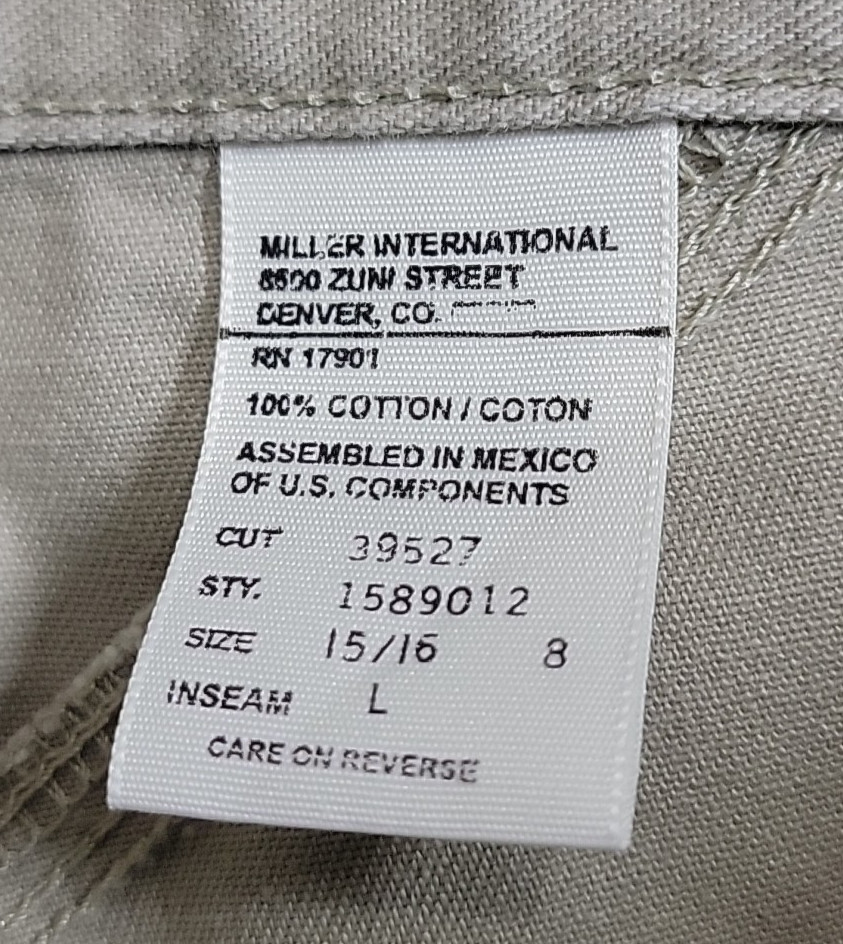 MILLER INTERNATIONAL
8500 ZUNI STREET
DENVER, CO.
RN 17901
100% COTTON / COTON
ASSEMBLED IN MEXICO
OF U.S. COMPONENTS
CUT 39527
STY. 1589012
SIZE 15/16 8
INSEAM L
CARE ON REVERSE